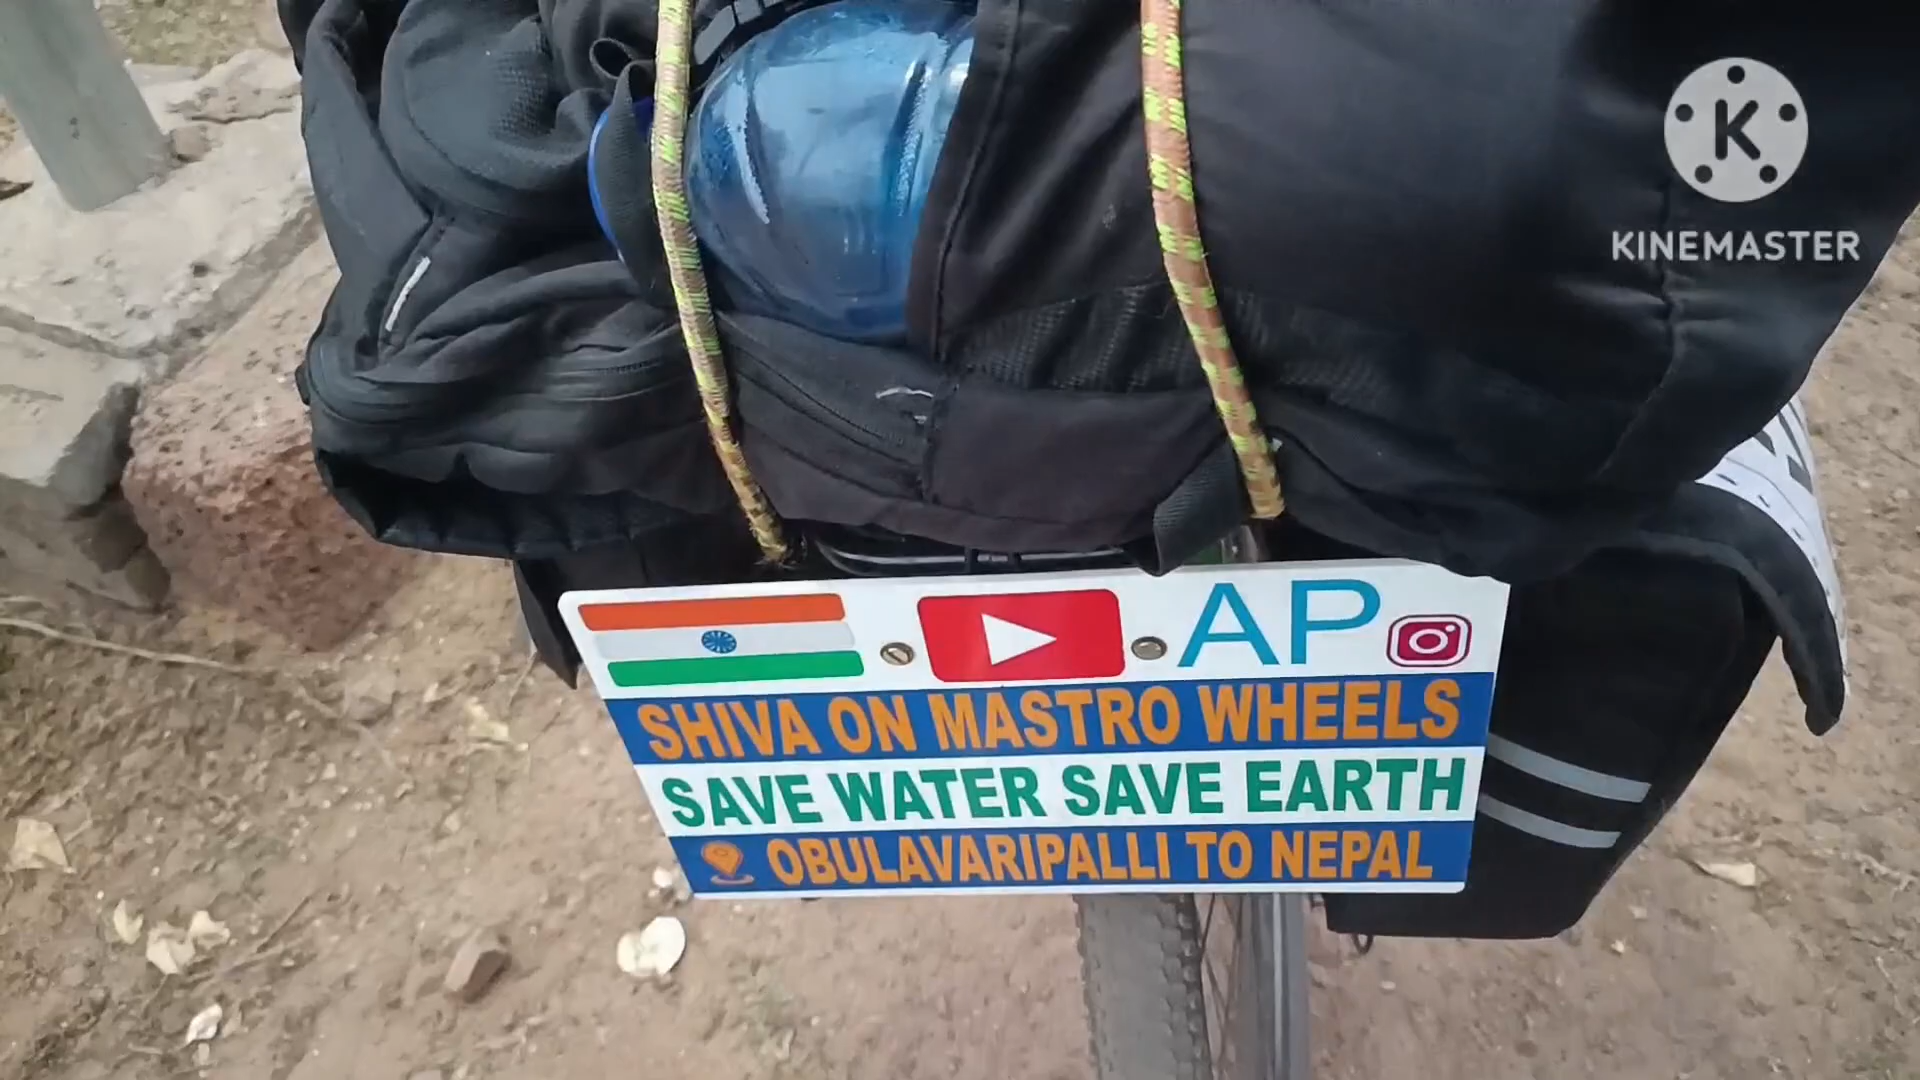 K
KINEMASTER
AP
SHIVA ON MASTRO WHEELS
SAVE WATER SAVE EARTH
OBULAVARIPALLI TO NEPAL